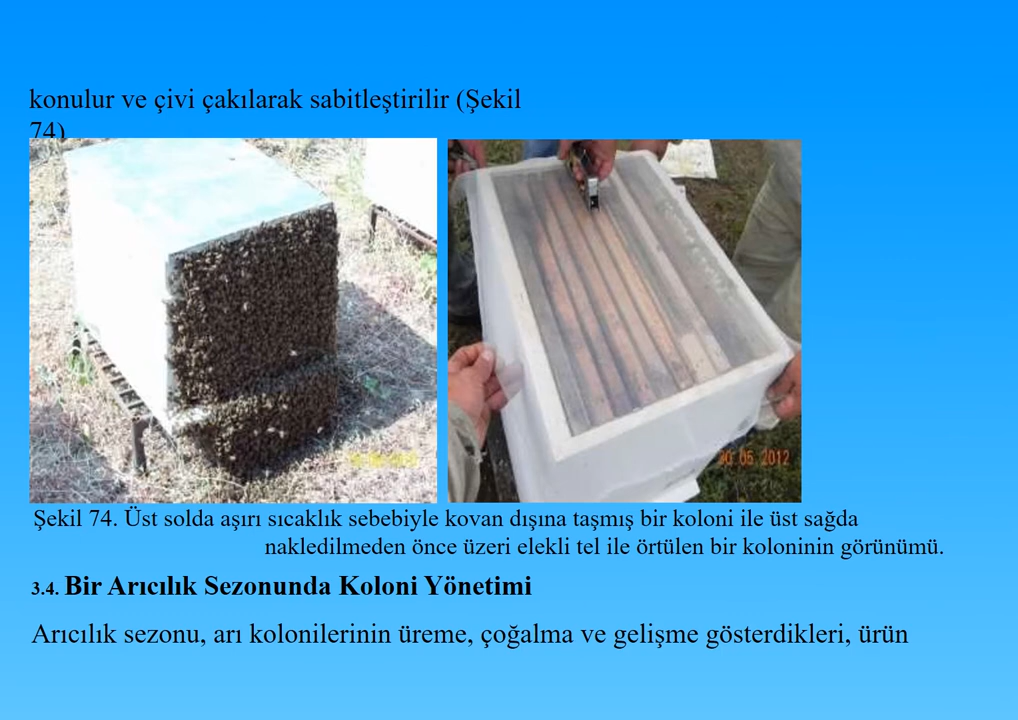 konulur ve çivi çakılarak sabitleştirilir (Şekil
74)
30 05 2012
Şekil 74. Üst solda aşırı sıcaklık sebebiyle kovan dışına taşmış bir koloni ile üst sağda
nakledilmeden önce üzeri elekli tel ile örtülen bir koloninin görünümü.
3.4. Bir Arıcılık Sezonunda Koloni Yönetimi
Arıcılık sezonu, arı kolonilerinin üreme, çoğalma ve gelişme gösterdikleri, ürün